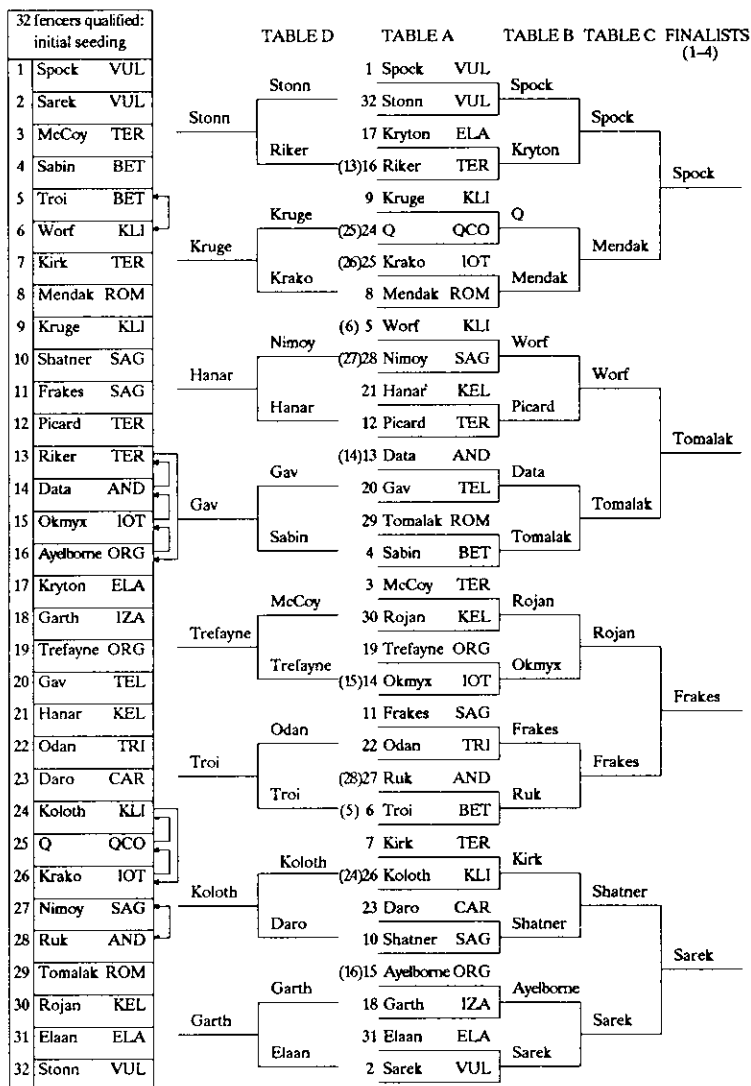 32 fencers qualified:
initial seeding
1 Spock VUL
2 Sarek VUL
3 McCoy TER
4 Sabin BET
5 Troi BET
6 Worf KLI
7 Kirk TER
8 Mendak ROM
9 Kruge KLI
10 Shatner SAG
11 Frakes SAG
12 Picard TER
13 Riker TER
14 Data AND
15 Okmyx IOT
16 Ayelborne ORG
17 Kryton ELA
18 Garth IZA
19 Trefayne ORG
20 Gav TEL
21 Hanar KEL
22 Odan TRI
23 Daro CAR
24 Koloth KLI
25 Q QCO
26 Krako IOT
27 Nimoy SAG
28 Ruk AND
29 Tomalak ROM
30 Rojan KEL
31 Elaan ELA
32 Stonn VUL
Stonn
Kruge
Hanar
Gav
Trefayne
Troi
Koloth
Garth
TABLE D
Stonn
Riker
Kruge
Krako
Nimoy
Hanar
Gav
Sabin
McCoy
Trefayne
Odan
Troi
Koloth
Daro
Garth
Elaan
TABLE A
1 Spock VUL
32 Stonn VUL
17 Kryton ELA
(13)16 Riker TER
9 Kruge KLI
(25)24 Q QCO
(26)25 Krako IOT
8 Mendak ROM
(6) 5 Worf KLI
(27)28 Nimoy SAG
21 Hanar KEL
12 Picard TER
(14)13 Data AND
20 Gav TEL
29 Tomalak ROM
4 Sabin BET
3 McCoy TER
30 Rojan KEL
19 Trefayne ORG
(15)14 Okmyx IOT
11 Frakes SAG
22 Odan TRI
(28)27 Ruk AND
(5) 6 Troi BET
7 Kirk TER
(24)26 Koloth KLI
23 Daro CAR
10 Shatner SAG
(16)15 Ayelborne ORG
18 Garth IZA
31 Elaan ELA
2 Sarek VUL
TABLE B
Spock
Kryton
Q
Mendak
Worf
Picard
Data
Tomalak
Rojan
Okmyx
Frakes
Ruk
Kirk
Shatner
Ayelborne
Sarek
TABLE C
Spock
Mendak
Worf
Tomalak
Rojan
Frakes
Shatner
Sarek
FINALISTS
(1–4)
Spock
Tomalak
Frakes
Sarek